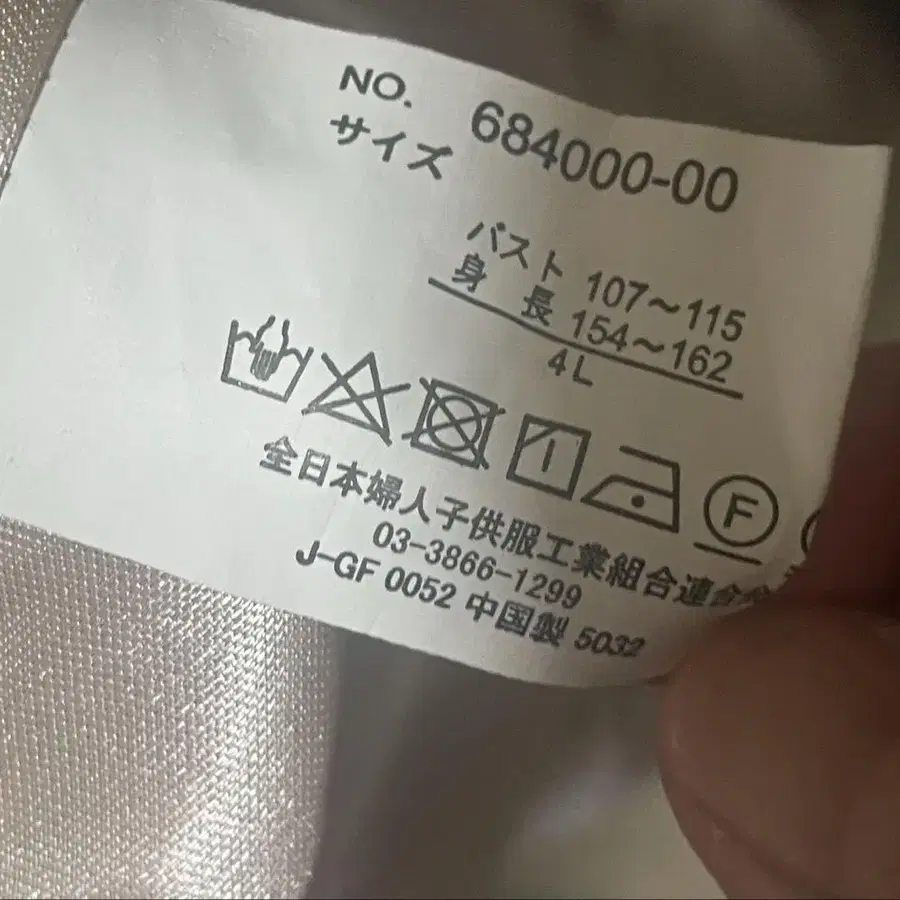 NO. 684000-00
サイズ
バスト 107〜115
身 長 154〜162
4L
F
全日本婦人子供服工業組合連合会
03-3866-1299
J-GF 0052 中国製 5032